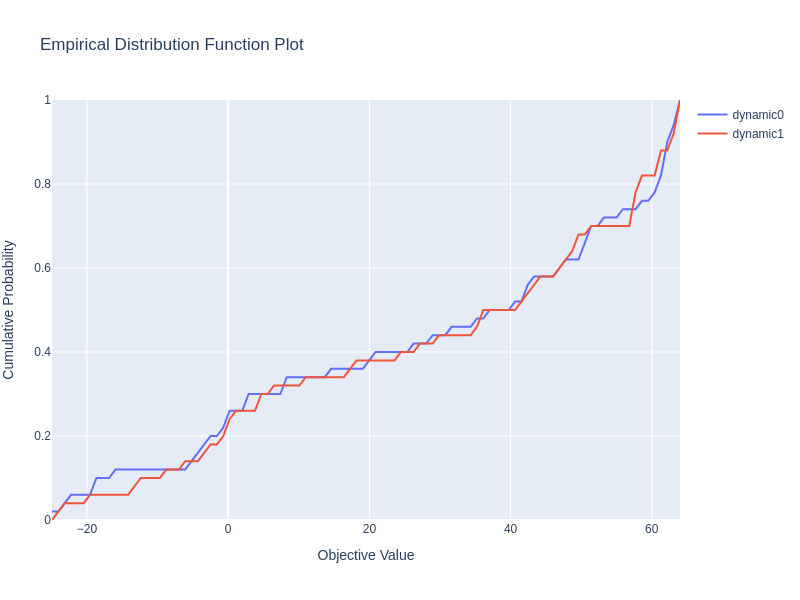 Empirical Distribution Function Plot
1
0.8
0.6
0.4
0.2
0
−20
0
20
40
60
Objective Value
Cumulative Probability
dynamic0
dynamic1